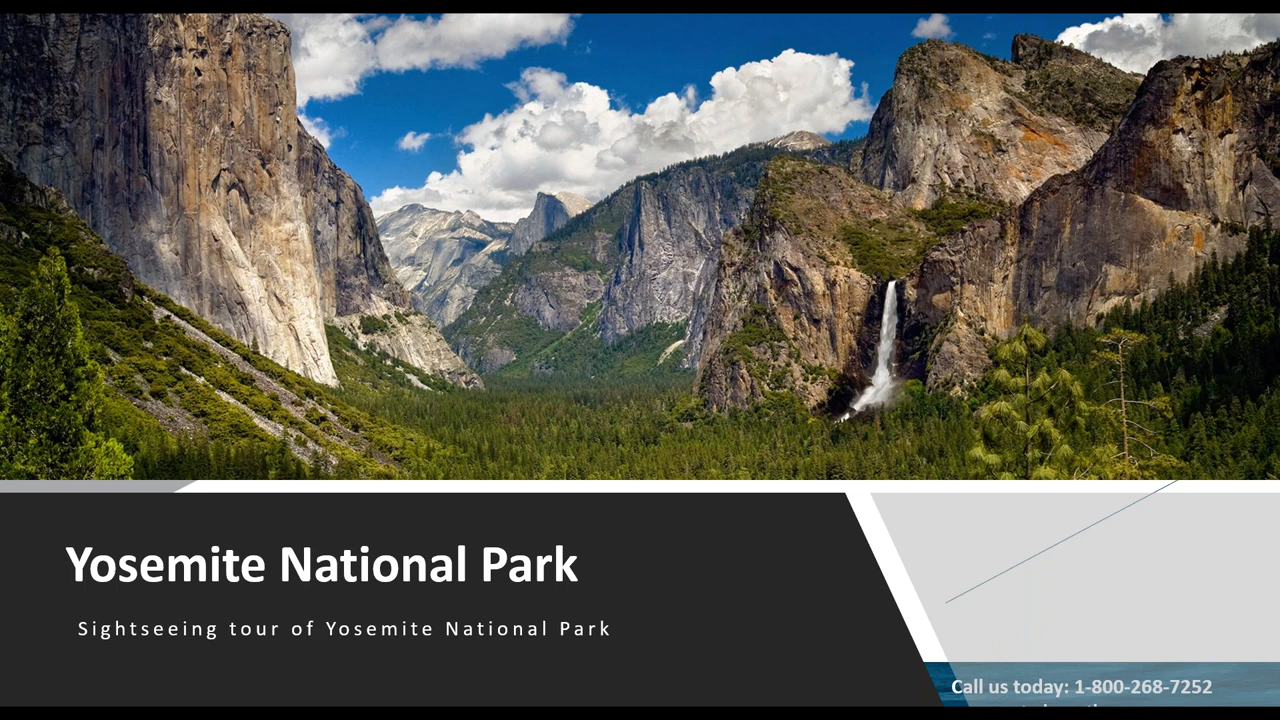 Yosemite National Park
Sightseeing tour of Yosemite National Park
Call us today: 1-800-268-7252